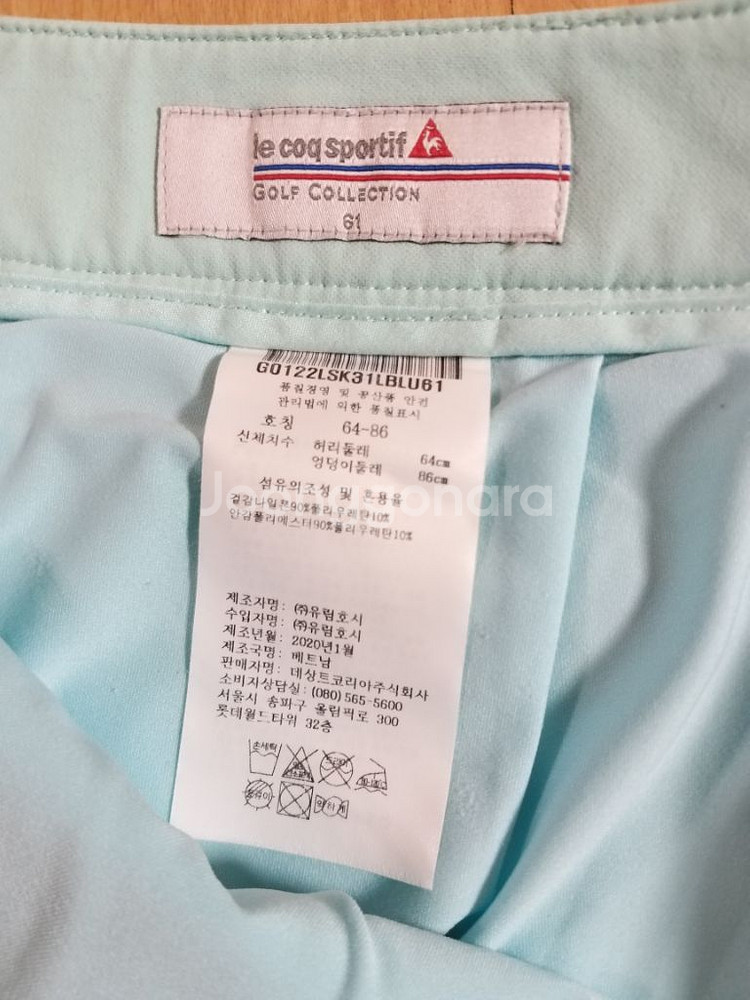 le coq sportif
GOLF COLLECTION
61
G0122LSK31LBLU61
품질경영 및 공산품 안전
관리법에 의한 품질표시
호칭 64-86
신체치수 허리둘레 64cm
엉덩이둘레 86cm
섬유의조성 및 혼용율
겉감나일론90%폴리우레탄10%
안감폴리에스터90%폴리우레탄10%
제조자명: ㈜유림호시
수입자명: ㈜유림호시
제조년월: 2020년1월
제조국명: 베트남
판매자명: 데상트코리아주식회사
소비자상담실: (080) 565-5600
서울시 송파구 올림픽로 300
롯데월드타워 32층
손세탁
약하게
Joonggonara